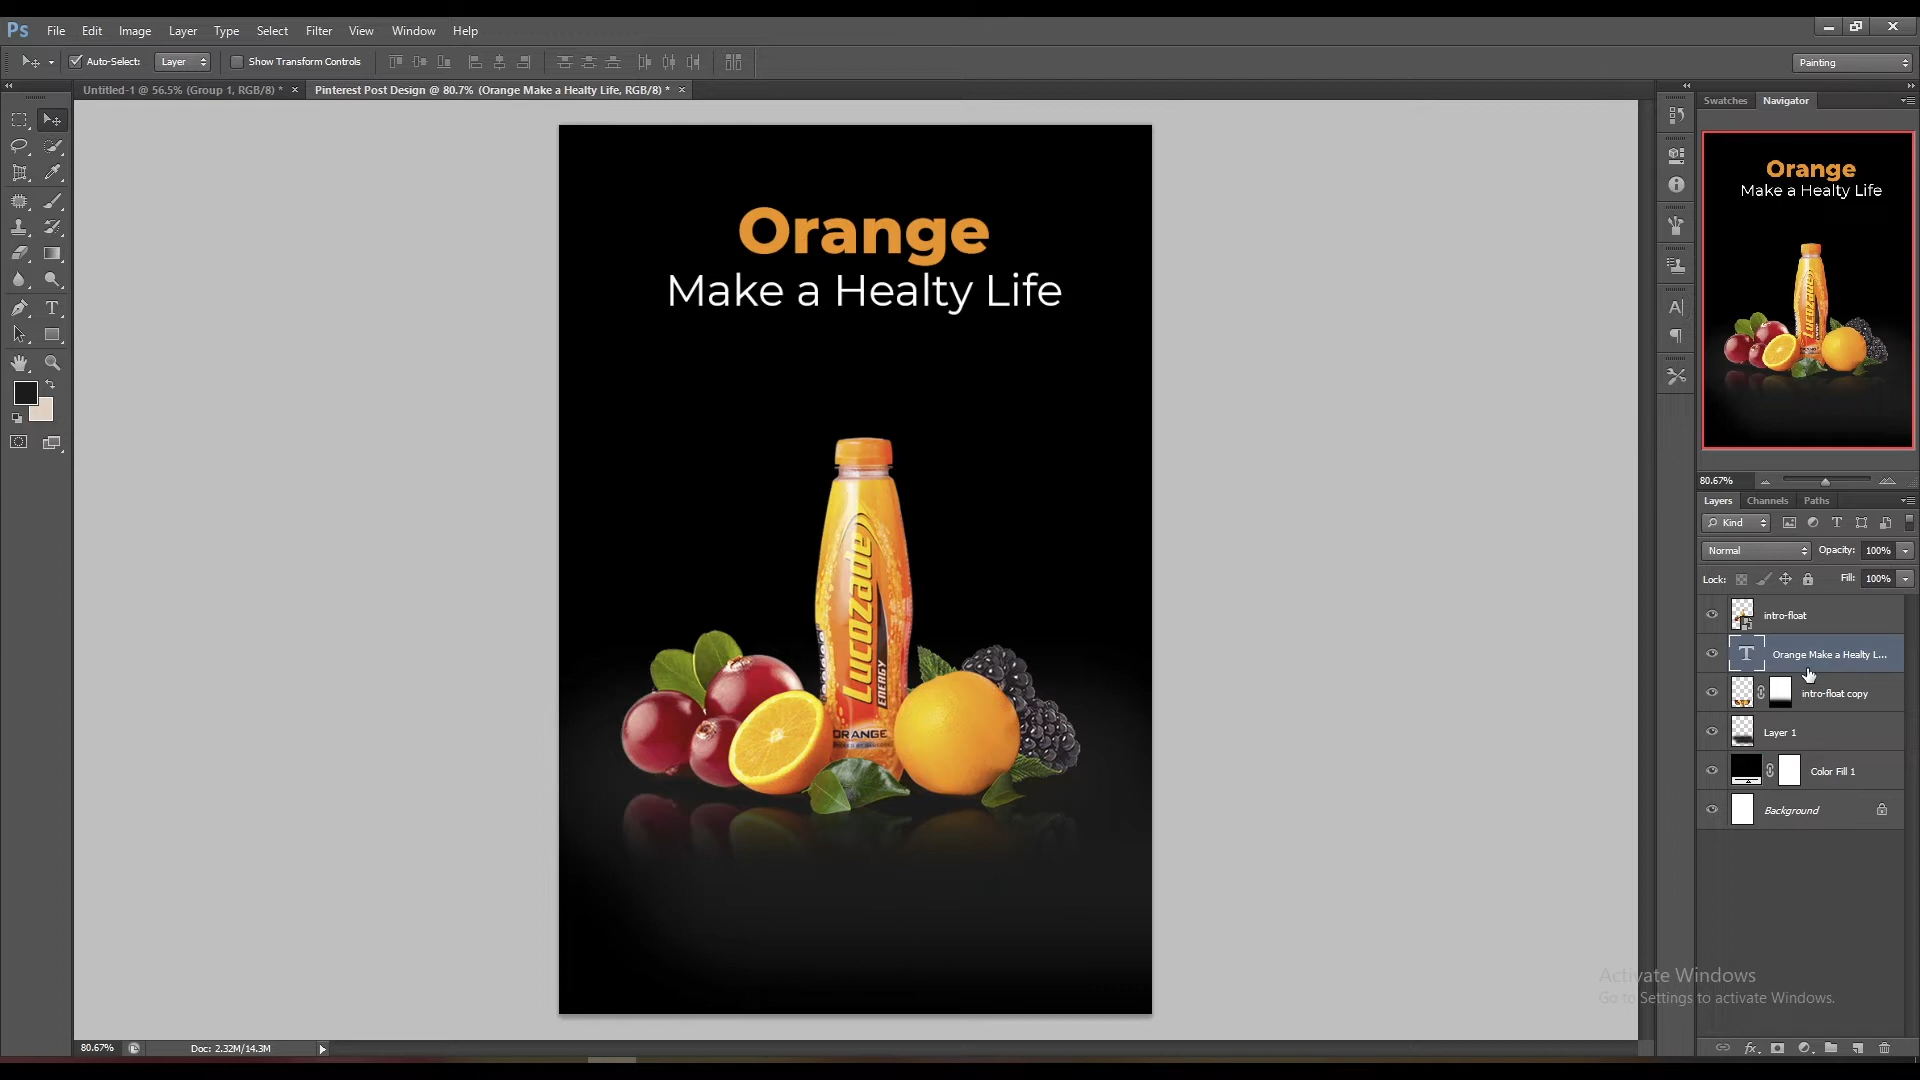 Ps File Edit Image Layer Type Select Filter View Window Help
Auto-Select: Layer Show Transform Controls Painting
Untitled-1 @ 56.5% (Group 1, RGB/8) * × Pinterest Post Design @ 80.7% (Orange Make a Healty Life, RGB/8) * ×
Swatches Navigator
Orange
Make a Healty Life
Orange
Make a Healty Life
LUCOZADE
LUCOZADE
ENERGY
ORANGE
80.67%
Layers Channels Paths
Kind
Normal Opacity: 100%
Lock: Fill: 100%
intro-float
T Orange Make a Healty L...
intro-float copy
Layer 1
Color Fill 1
Background
Activate Windows
Go to Settings to activate Windows.
80.67% Doc: 2.32M/14.3M
fx